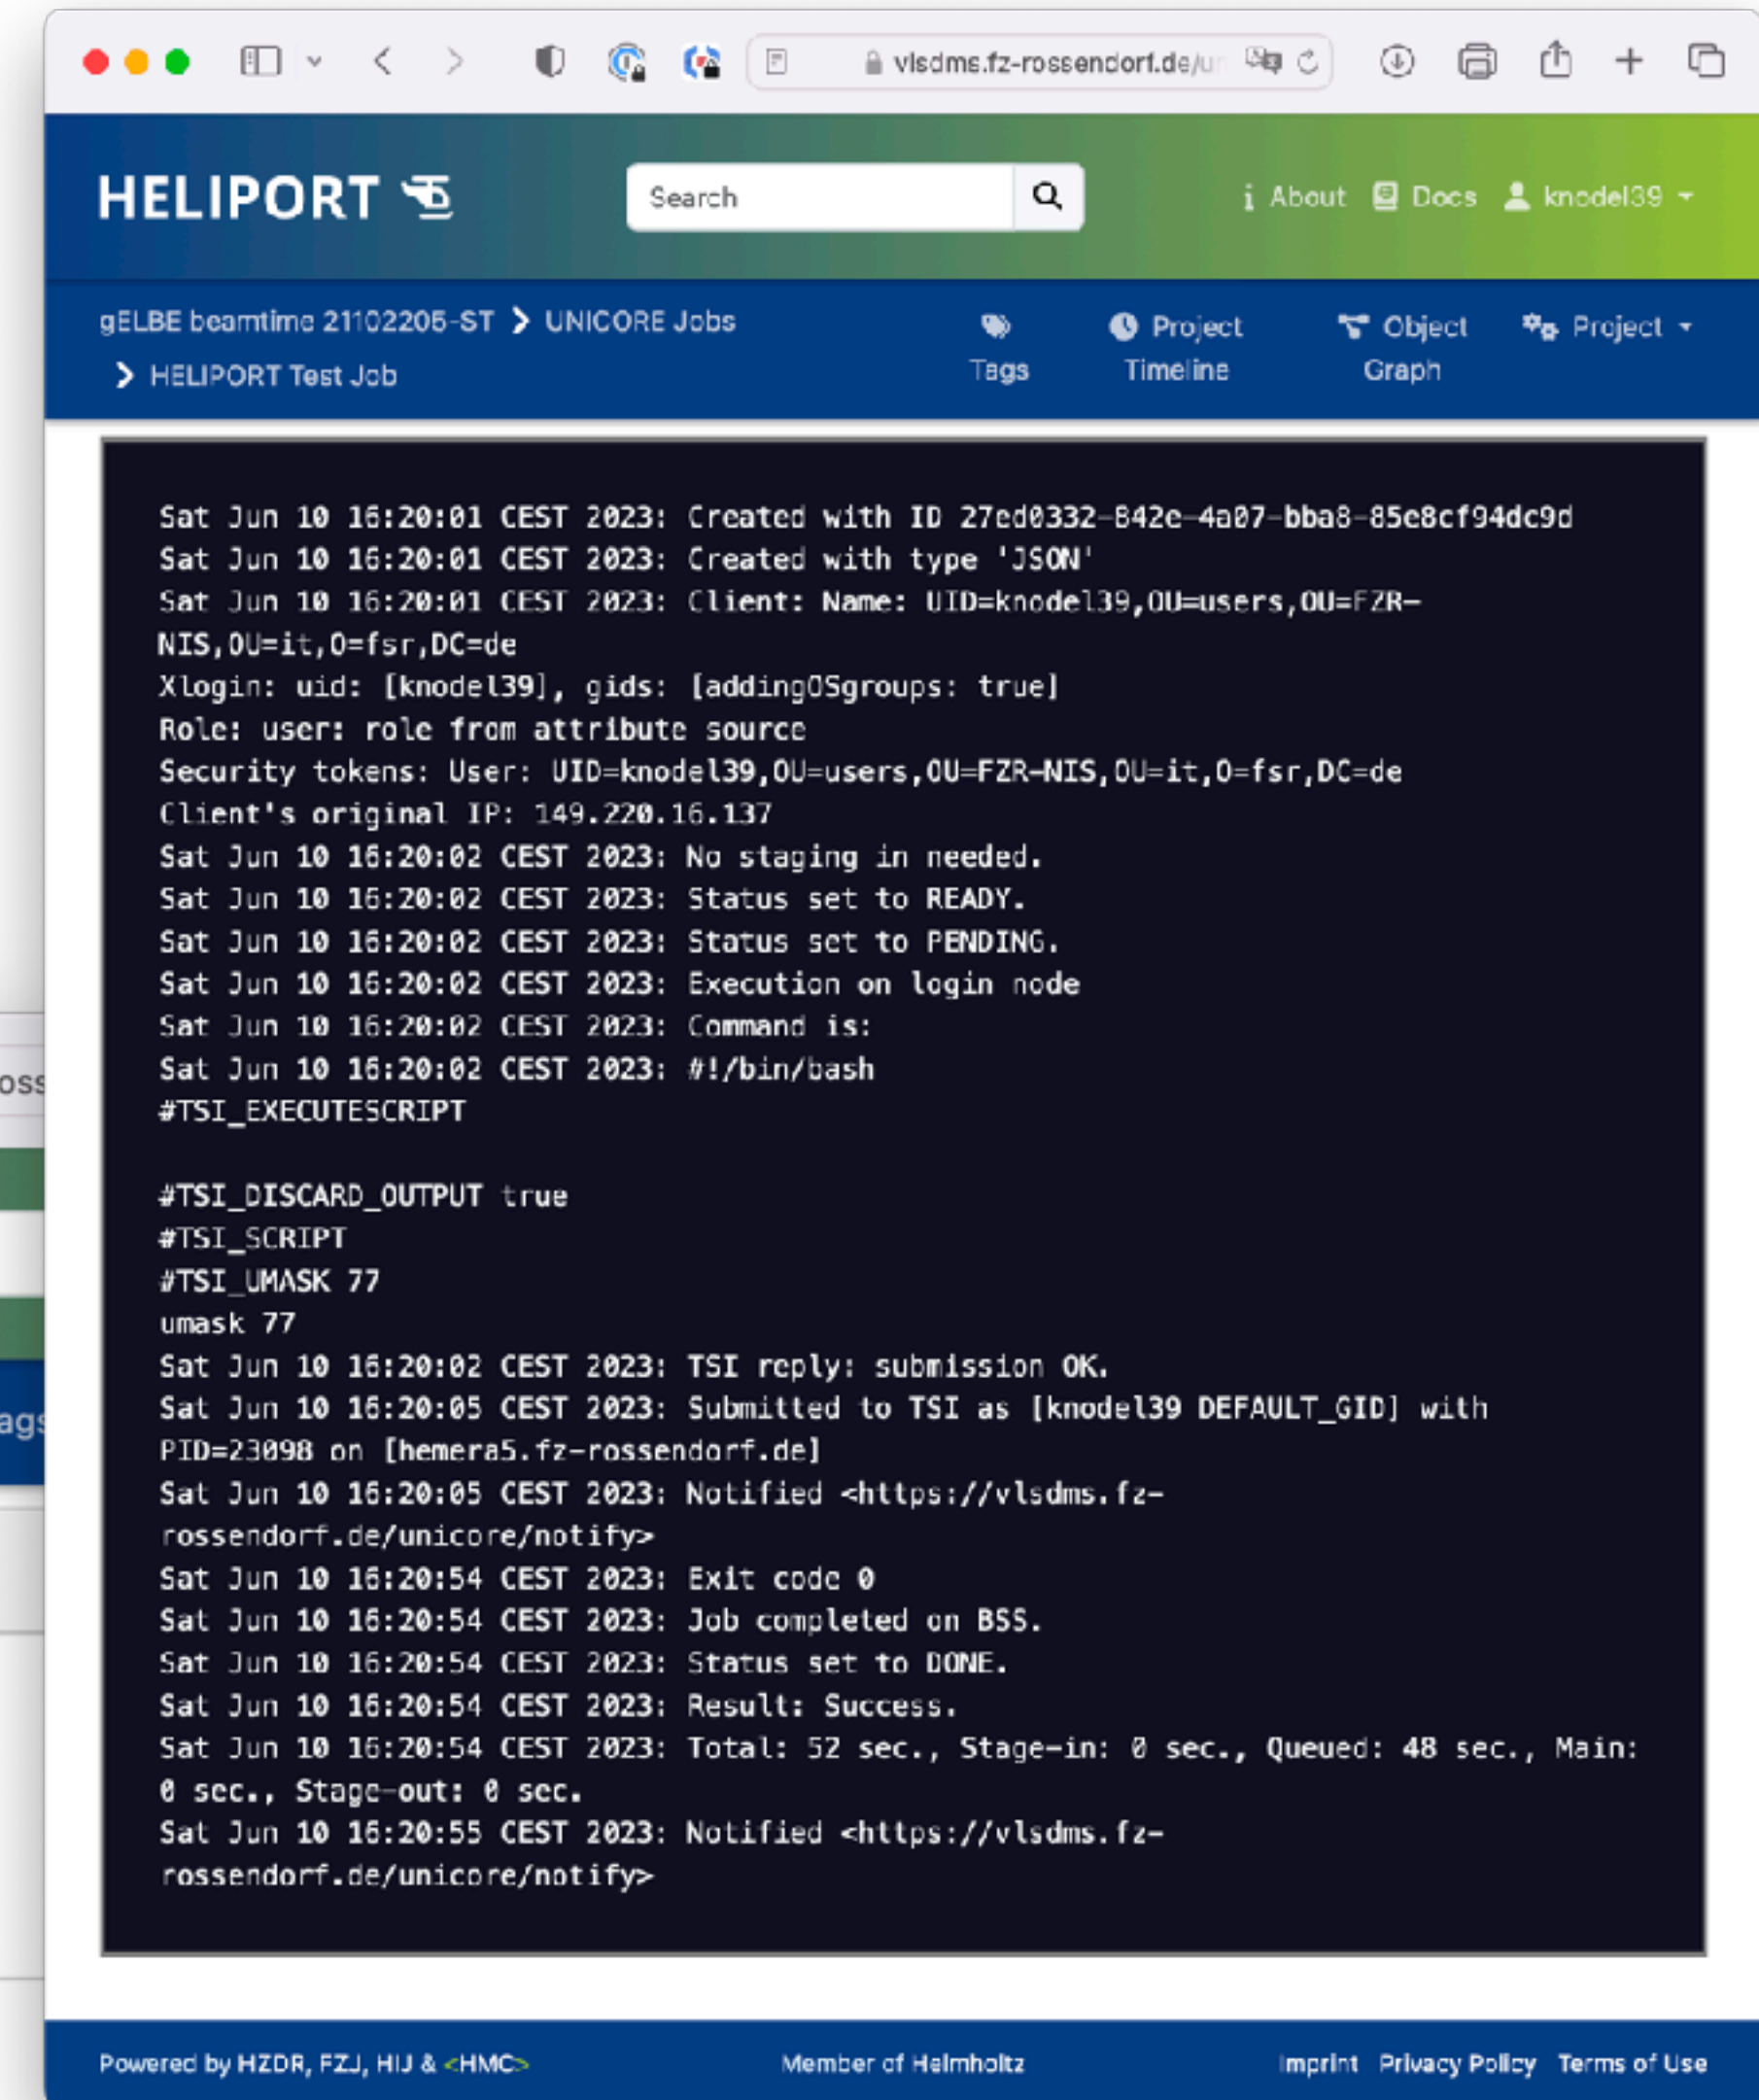 vlsdms.fz-rossendorf.de/un
HELIPORT
Search
About
Docs
knodel39
gELBE beamtime 21102205-ST
UNICORE Jobs
HELIPORT Test Job
Tags
Project
Timeline
Object
Graph
Project
Sat Jun 10 16:20:01 CEST 2023: Created with ID 27ed0332-842e-4a07-bba8-85e8cf94dc9d
Sat Jun 10 16:20:01 CEST 2023: Created with type 'JSON'
Sat Jun 10 16:20:01 CEST 2023: Client: Name: UID=knodel39,OU=users,OU=FZR-
NIS,OU=it,O=fsr,DC=de
Xlogin: uid: [knodel39], gids: [addingOSgroups: true]
Role: user: role from attribute source
Security tokens: User: UID=knodel39,OU=users,OU=FZR-NIS,OU=it,O=fsr,DC=de
Client's original IP: 149.220.16.137
Sat Jun 10 16:20:02 CEST 2023: No staging in needed.
Sat Jun 10 16:20:02 CEST 2023: Status set to READY.
Sat Jun 10 16:20:02 CEST 2023: Status set to PENDING.
Sat Jun 10 16:20:02 CEST 2023: Execution on login node
Sat Jun 10 16:20:02 CEST 2023: Command is:
Sat Jun 10 16:20:02 CEST 2023: #!/bin/bash
#TSI_EXECUTESCRIPT
#TSI_DISCARD_OUTPUT true
#TSI_SCRIPT
#TSI_UMASK 77
umask 77
Sat Jun 10 16:20:02 CEST 2023: TSI reply: submission OK.
Sat Jun 10 16:20:05 CEST 2023: Submitted to TSI as [knodel39 DEFAULT_GID] with
PID=23098 on [hemera5.fz-rossendorf.de]
Sat Jun 10 16:20:05 CEST 2023: Notified <https://vlsdms.fz-
rossendorf.de/unicore/notify>
Sat Jun 10 16:20:54 CEST 2023: Exit code 0
Sat Jun 10 16:20:54 CEST 2023: Job completed on BSS.
Sat Jun 10 16:20:54 CEST 2023: Status set to DONE.
Sat Jun 10 16:20:54 CEST 2023: Result: Success.
Sat Jun 10 16:20:54 CEST 2023: Total: 52 sec., Stage-in: 0 sec., Queued: 48 sec., Main:
0 sec., Stage-out: 0 sec.
Sat Jun 10 16:20:55 CEST 2023: Notified <https://vlsdms.fz-
rossendorf.de/unicore/notify>
oss
ags
Powered by HZDR, FZJ, HIJ & <HMC>
Member of Helmholtz
Imprint
Privacy Policy
Terms of Use